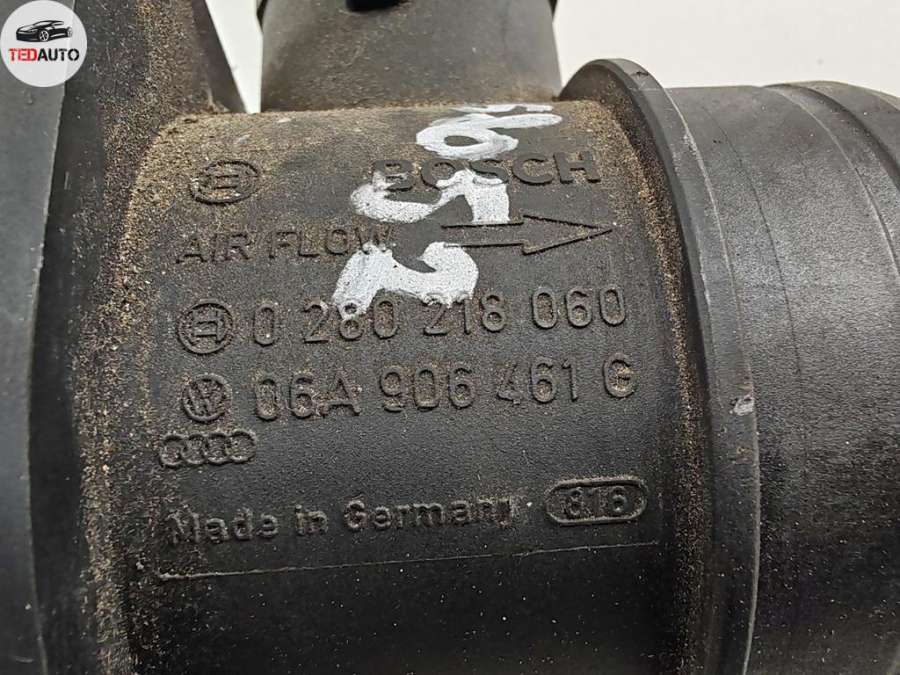 TEDAUTO
BOSCH
AIR FLOW
0 280 218 060
06A 906 461 G
Made in Germany 816